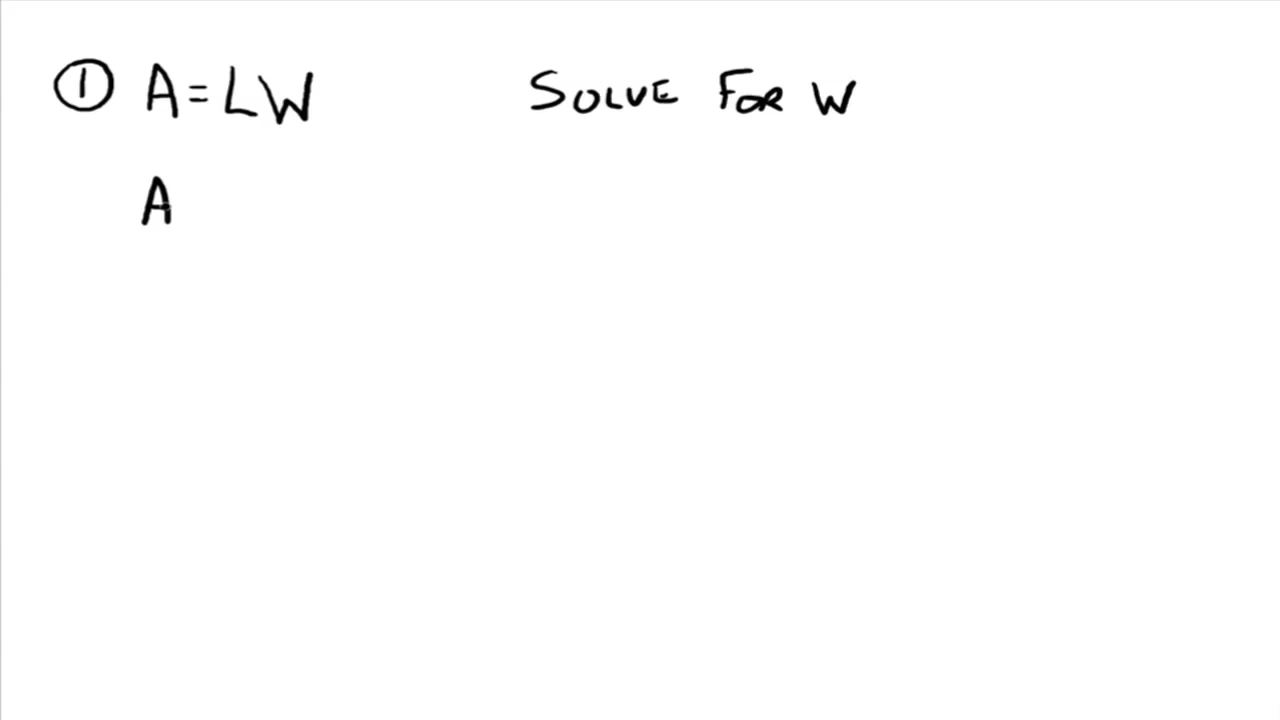 ① A = LW SOLVE FOR W
A